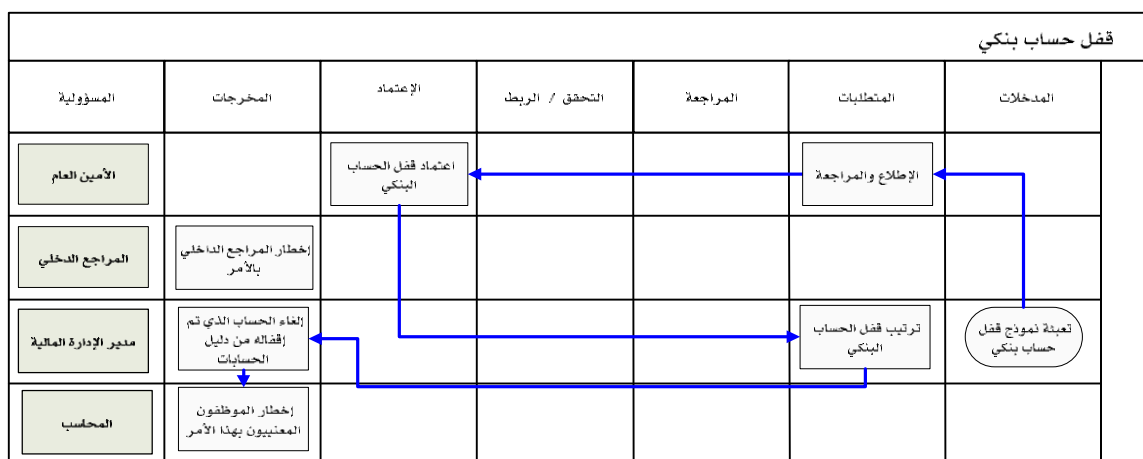 قفل حساب بنكي
المدخلات
المتطلبات
المراجعة
التحقق / الربط
الإعتماد
المخرجات
المسؤولية
الإطلاع والمراجعة
اعتماد قفل الحساب
البنكي
الأمين العام
إخطار المراجع الداخلي
بالأمر
المراجع الدخلي
تعبئة نموذج قفل
حساب بنكي
ترتيب قفل الحساب
البنكي
إلغاء الحساب الذي تم
إقفاله من دليل
الحسابات
مدير الإدارة المالية
إخطار الموظفون
المعنييون بهذا الأمر
المحاسب